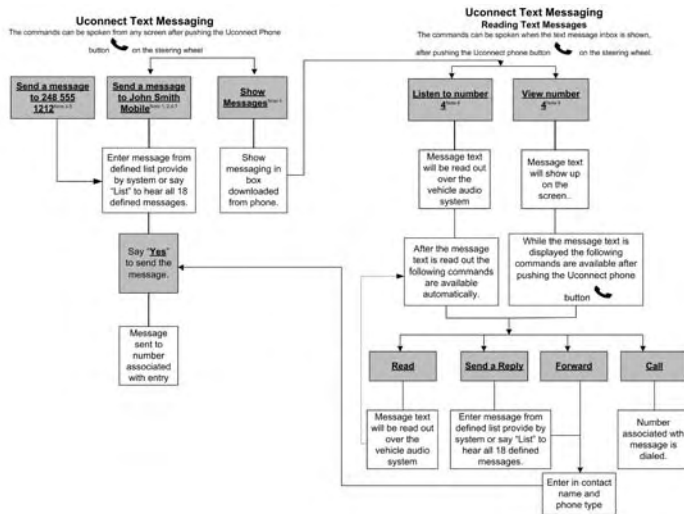 Uconnect Text Messaging
The commands can be spoken from any screen after pushing the Uconnect Phone
button on the steering wheel
Send a message
to 248 555
1212
Send a message
to John Smith
Mobile
Show
Messages
Enter message from
defined list provide
by system or say
"List" to hear all 18
defined messages.
Show
messaging in
box
downloaded
from phone.
Say "Yes"
to send the
message.
Message
sent to
number
associated
with entry
Uconnect Text Messaging
Reading Text Messages
The commands can be spoken when the text message inbox is shown,
after pushing the Uconnect phone button on the steering wheel.
Listen to number
4
View number
4
Message text
will be read out
over the
vehicle audio
system
Message text
will show up
on the
screen..
After the message
text is read out the
following commands
are available
automatically.
While the message text is
displayed the following
commands are available after
pushing the Uconnect phone
button
Read
Send a Reply
Forward
Call
Message text
will be read out
over the
vehicle audio
system
Enter message from
defined list provide by
system or say "List" to
hear all 18 defined
messages.
Number
associated wth
message is
dialed.
Enter in contact
name and
phone type